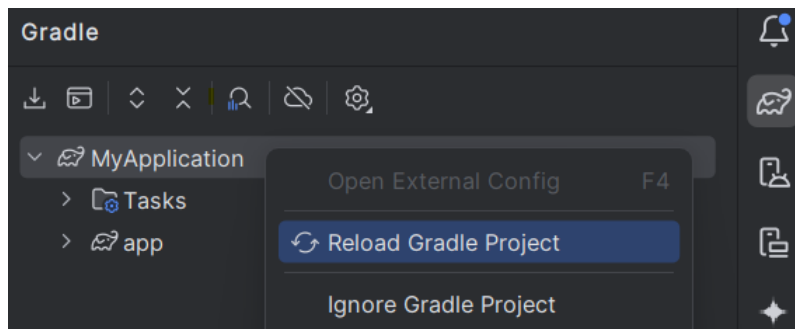 Gradle
MyApplication
Open External Config F4
Tasks
Reload Gradle Project
app
Ignore Gradle Project